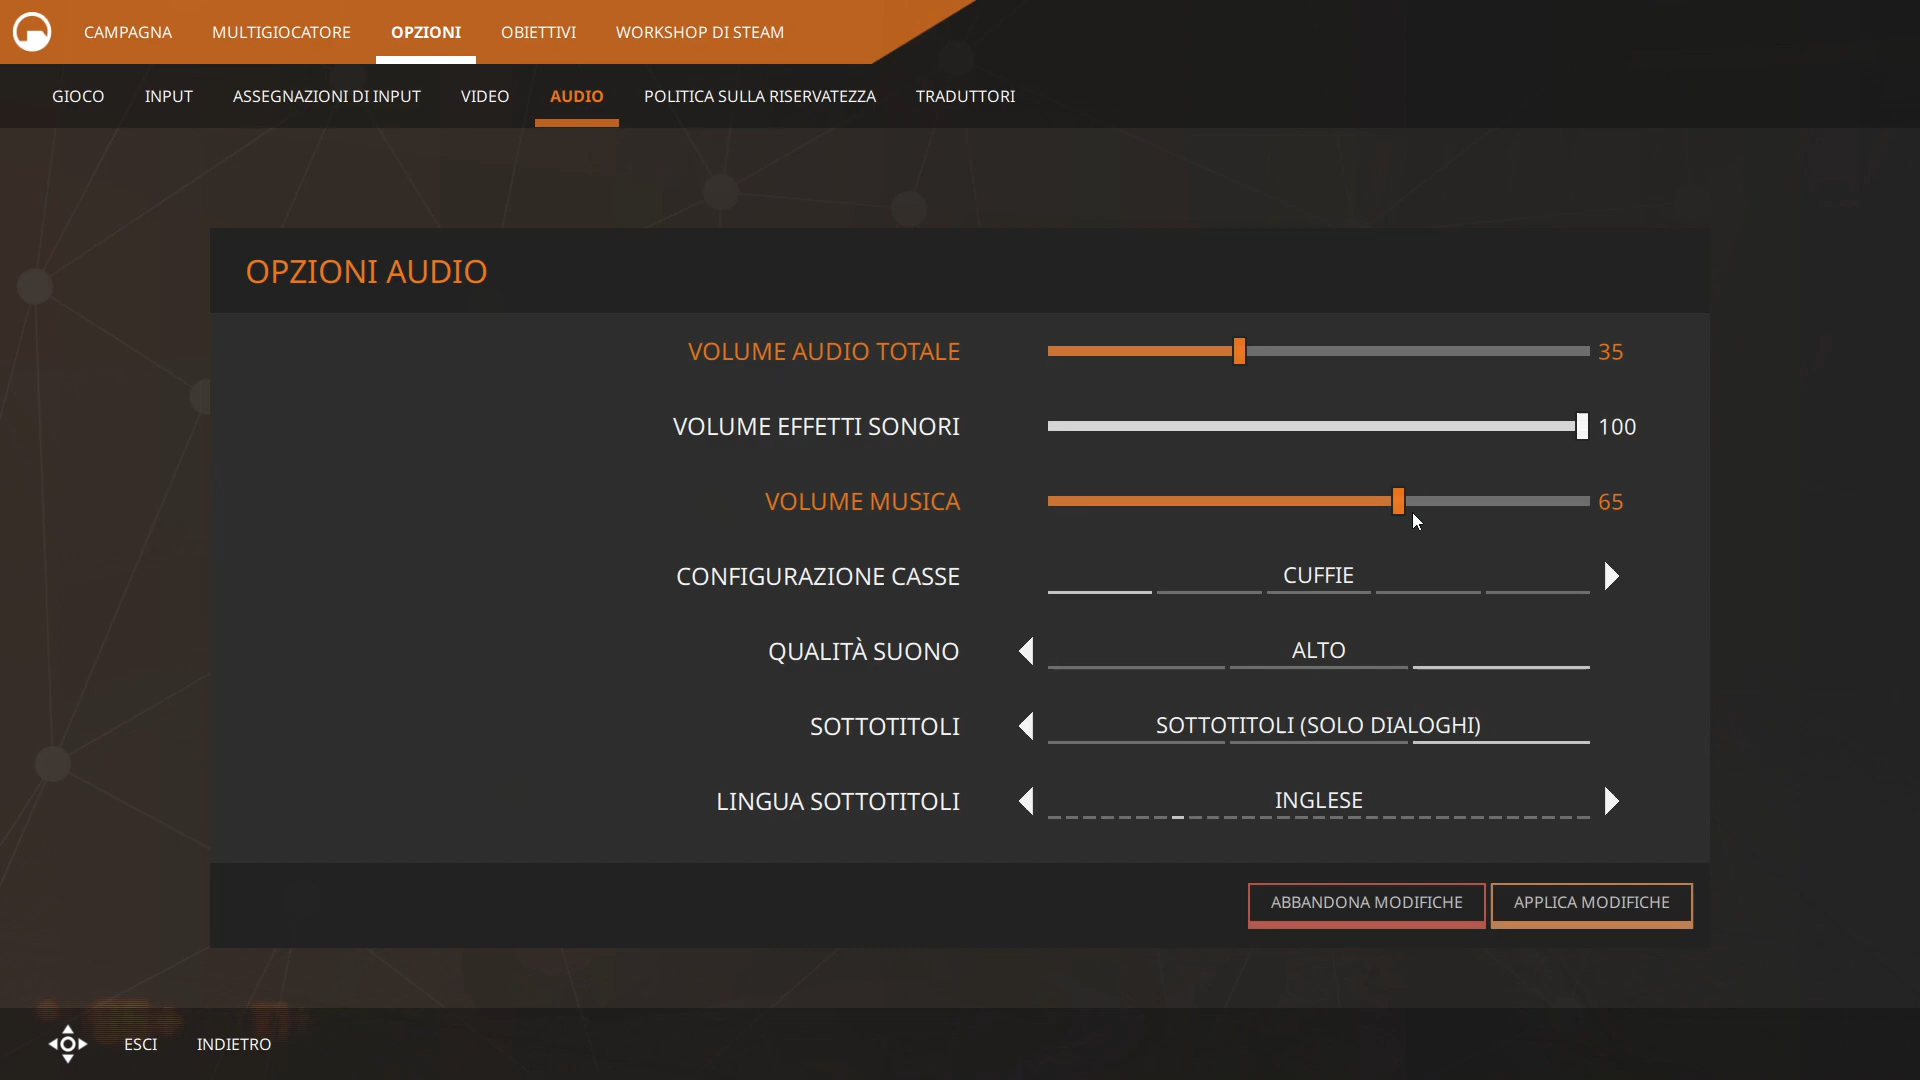 CAMPAGNA MULTIGIOCATORE OPZIONI OBIETTIVI WORKSHOP DI STEAM
GIOCO INPUT ASSEGNAZIONI DI INPUT VIDEO AUDIO POLITICA SULLA RISERVATEZZA TRADUTTORI
OPZIONI AUDIO
VOLUME AUDIO TOTALE 35
VOLUME EFFETTI SONORI 100
VOLUME MUSICA 65
CONFIGURAZIONE CASSE CUFFIE
QUALITÀ SUONO ALTO
SOTTOTITOLI SOTTOTITOLI (SOLO DIALOGHI)
LINGUA SOTTOTITOLI INGLESE
ABBANDONA MODIFICHE APPLICA MODIFICHE
ESCI INDIETRO